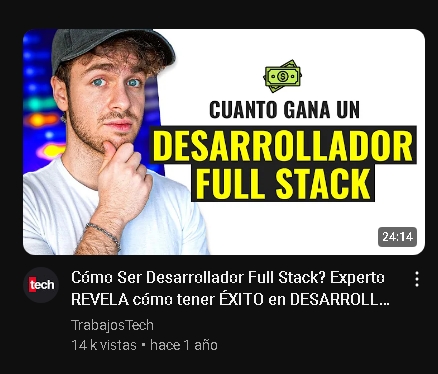 CUANTO GANA UN
DESARROLLADOR
FULL STACK
24:14
tech
Cómo Ser Desarrollador Full Stack? Experto
REVELA cómo tener ÉXITO en DESARROLL...
TrabajosTech
14 k vistas • hace 1 año